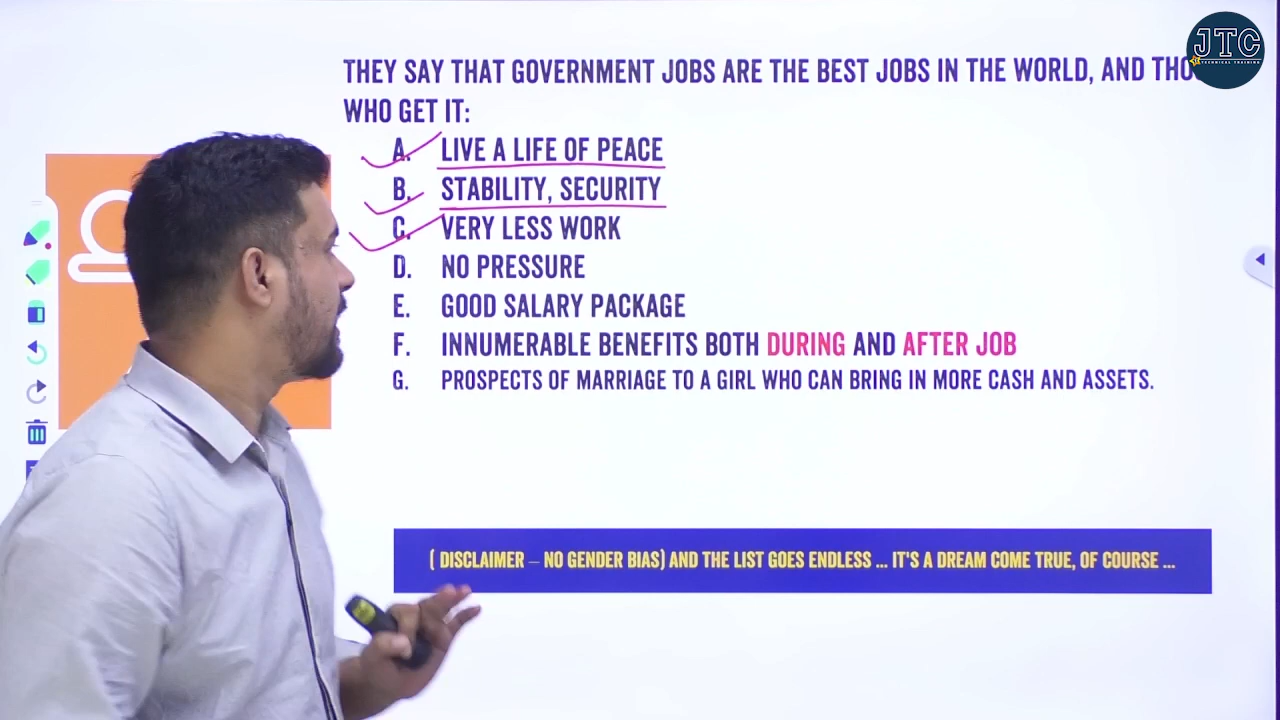 JTC
TECHNICAL TRAINING
THEY SAY THAT GOVERNMENT JOBS ARE THE BEST JOBS IN THE WORLD, AND
WHO GET IT:
A. LIVE A LIFE OF PEACE
B. STABILITY, SECURITY
C. VERY LESS WORK
D. NO PRESSURE
E. GOOD SALARY PACKAGE
F. INNUMERABLE BENEFITS BOTH DURING AND AFTER JOB
G. PROSPECTS OF MARRIAGE TO A GIRL WHO CAN BRING IN MORE CASH AND ASSETS.
( DISCLAIMER – NO GENDER BIAS) AND THE LIST GOES ENDLESS ... IT'S A DREAM COME TRUE, OF COURSE ...